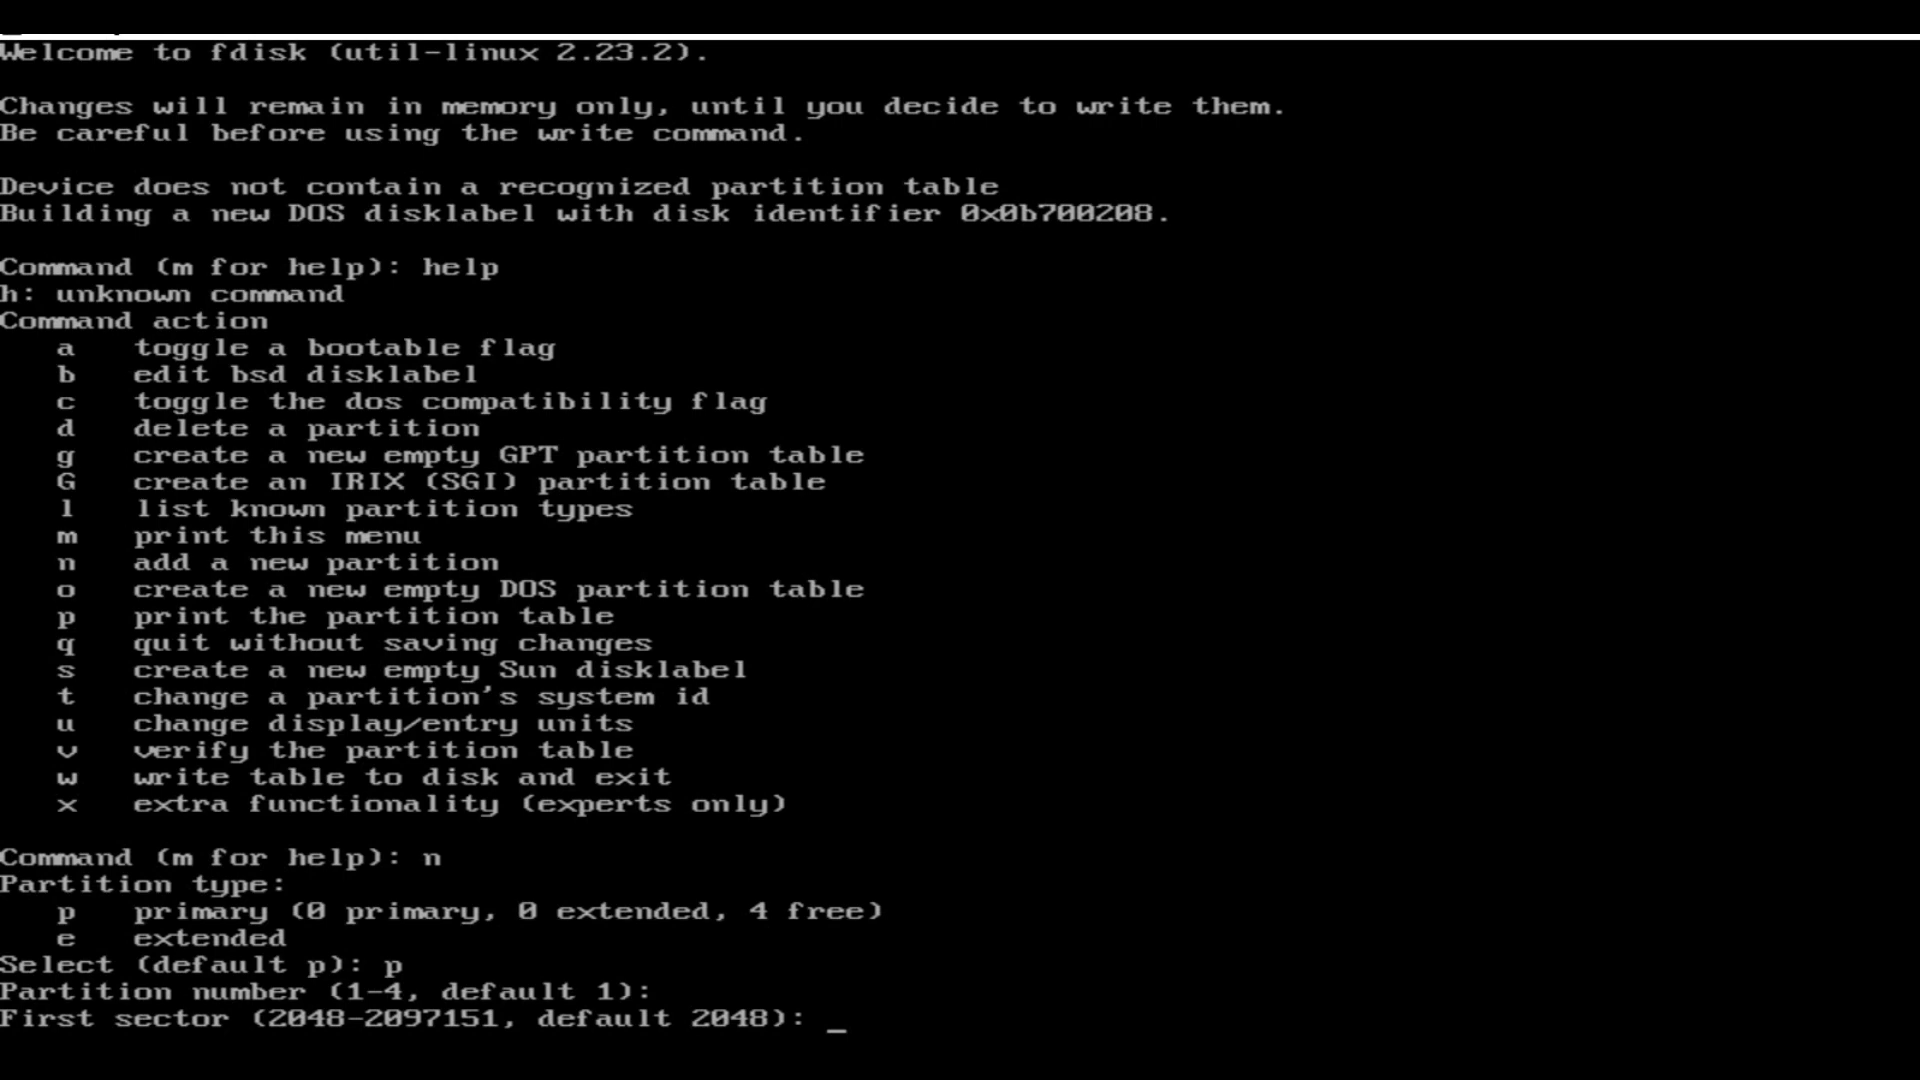 Welcome to fdisk (util-linux 2.23.2).
Changes will remain in memory only, until you decide to write them.
Be careful before using the write command.
Device does not contain a recognized partition table
Building a new DOS disklabel with disk identifier 0x0b700208.
Command (m for help): help
h: unknown command
Command action
a toggle a bootable flag
b edit bsd disklabel
c toggle the dos compatibility flag
d delete a partition
g create a new empty GPT partition table
G create an IRIX (SGI) partition table
l list known partition types
m print this menu
n add a new partition
o create a new empty DOS partition table
p print the partition table
q quit without saving changes
s create a new empty Sun disklabel
t change a partition's system id
u change display/entry units
v verify the partition table
w write table to disk and exit
x extra functionality (experts only)
Command (m for help): n
Partition type:
p primary (0 primary, 0 extended, 4 free)
e extended
Select (default p): p
Partition number (1-4, default 1):
First sector (2048-2097151, default 2048): _